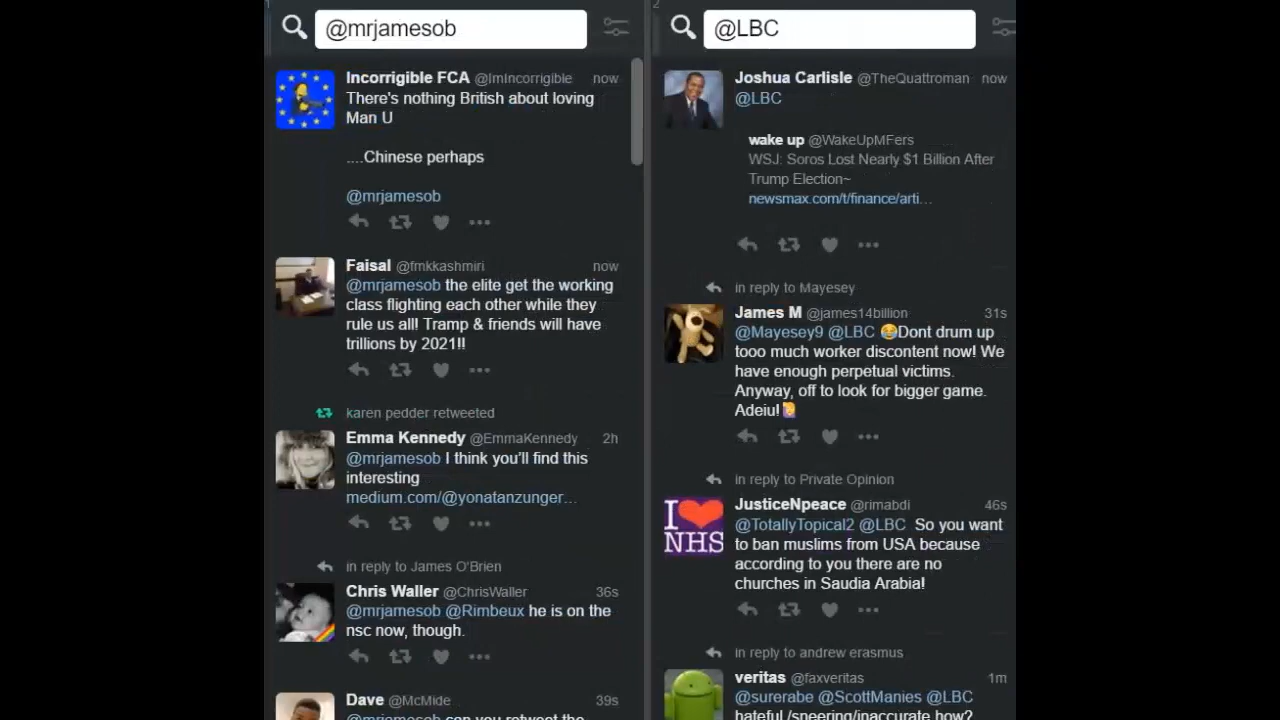 1
@mrjamesob
Incorrigible FCA @ImIncorrigible now
There's nothing British about loving
Man U
....Chinese perhaps
@mrjamesob
Faisal @fmkkashmiri now
@mrjamesob the elite get the working
class flighting each other while they
rule us all! Tramp & friends will have
trillions by 2021!!
karen pedder retweeted
Emma Kennedy @EmmaKennedy 2h
@mrjamesob I think you'll find this
interesting
medium.com/@yonatanzunger...
in reply to James O'Brien
Chris Waller @ChrisWaller 36s
@mrjamesob @Rimbeux he is on the
nsc now, though.
Dave @McMide 39s
@mrjamesob can you retweet the
2
@LBC
Joshua Carlisle @TheQuattroman now
@LBC
wake up @WakeUpMFers
WSJ: Soros Lost Nearly $1 Billion After
Trump Election~
newsmax.com/t/finance/arti...
in reply to Mayesey
James M @james14billion 31s
@Mayesey9 @LBC 😂Dont drum up
tooo much worker discontent now! We
have enough perpetual victims.
Anyway, off to look for bigger game.
Adeiu!🙋
in reply to Private Opinion
JusticeNpeace @rimabdi 46s
@TotallyTopical2 @LBC So you want
to ban muslims from USA because
according to you there are no
churches in Saudia Arabia!
I ❤ NHS
in reply to andrew erasmus
veritas @faxveritas 1m
@surerabe @ScottManies @LBC
hateful /sneering/inaccurate how?